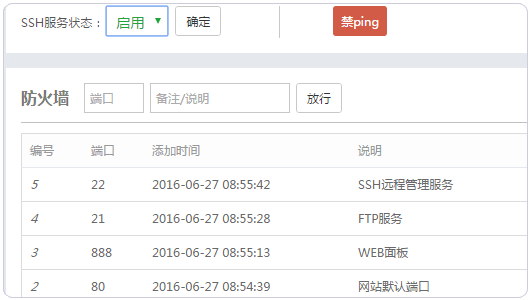 SSH服务状态： 启用 ▼ 确定 禁ping
防火墙 端口 备注/说明 放行
编号 端口 添加时间 说明
5 22 2016-06-27 08:55:42 SSH远程管理服务
4 21 2016-06-27 08:55:28 FTP服务
3 888 2016-06-27 08:55:13 WEB面板
2 80 2016-06-27 08:54:39 网站默认端口